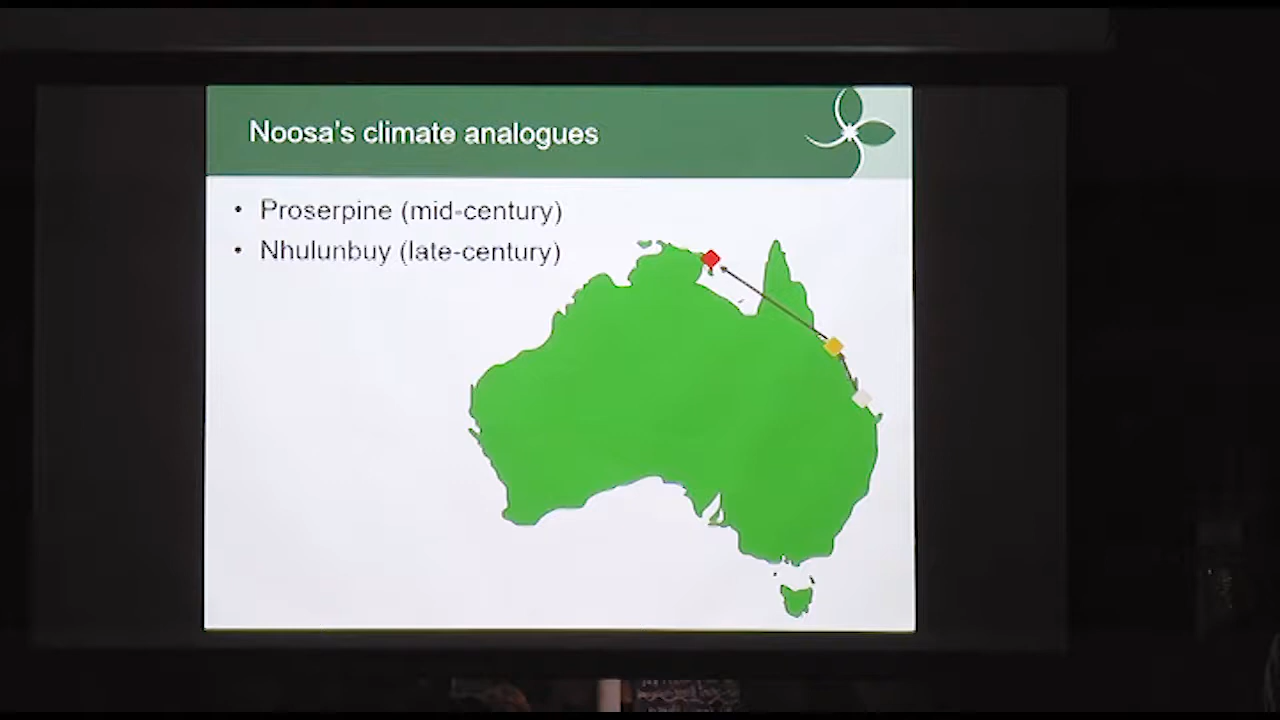 Noosa's climate analogues
• Proserpine (mid-century)
• Nhulunbuy (late-century)